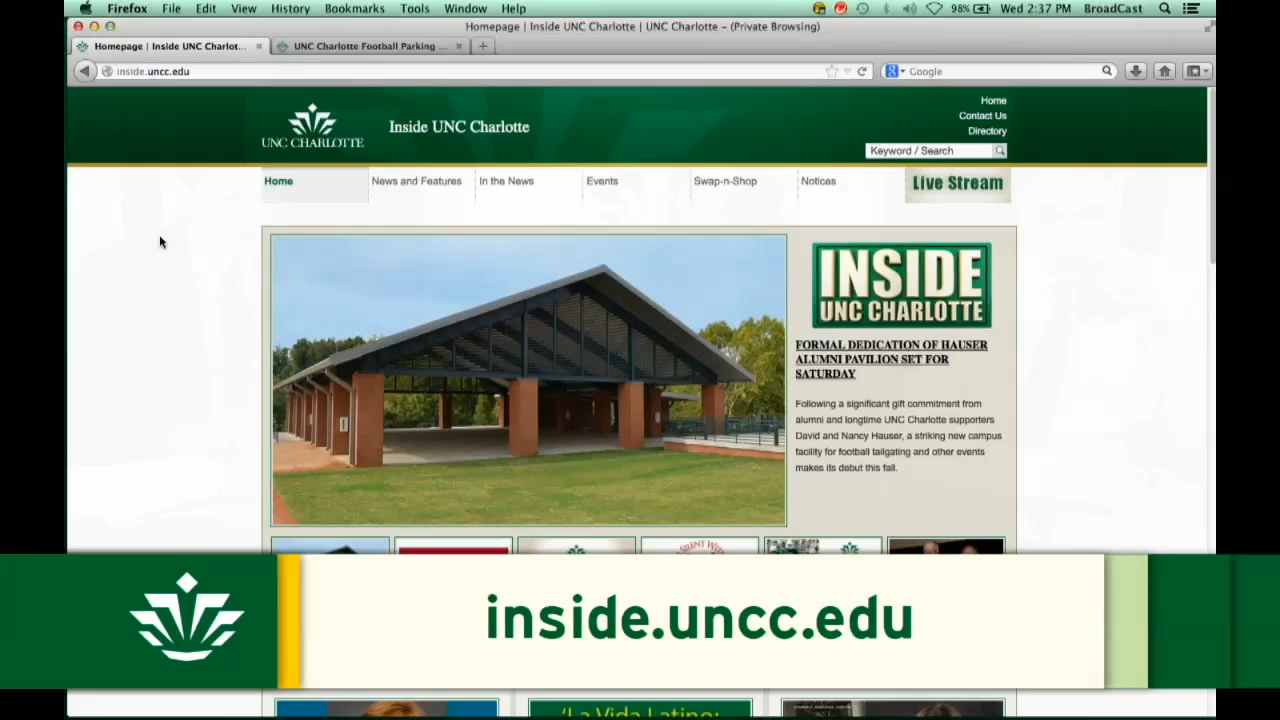 Firefox File Edit View History Bookmarks Tools Window Help 98% Wed 2:37 PM BroadCast
Homepage | Inside UNC Charlotte | UNC Charlotte – (Private Browsing)
Homepage | Inside UNC Charlot... UNC Charlotte Football Parking ...
inside.uncc.edu Google
Home
Contact Us
Directory
Keyword / Search
UNC CHARLOTTE
Inside UNC Charlotte
Home News and Features In the News Events Swap-n-Shop Notices Live Stream
INSIDE
UNC CHARLOTTE
FORMAL DEDICATION OF HAUSER
ALUMNI PAVILION SET FOR
SATURDAY
Following a significant gift commitment from
alumni and longtime UNC Charlotte supporters
David and Nancy Hauser, a striking new campus
facility for football tailgating and other events
makes its debut this fall.
inside.uncc.edu
'La Vida Latino: